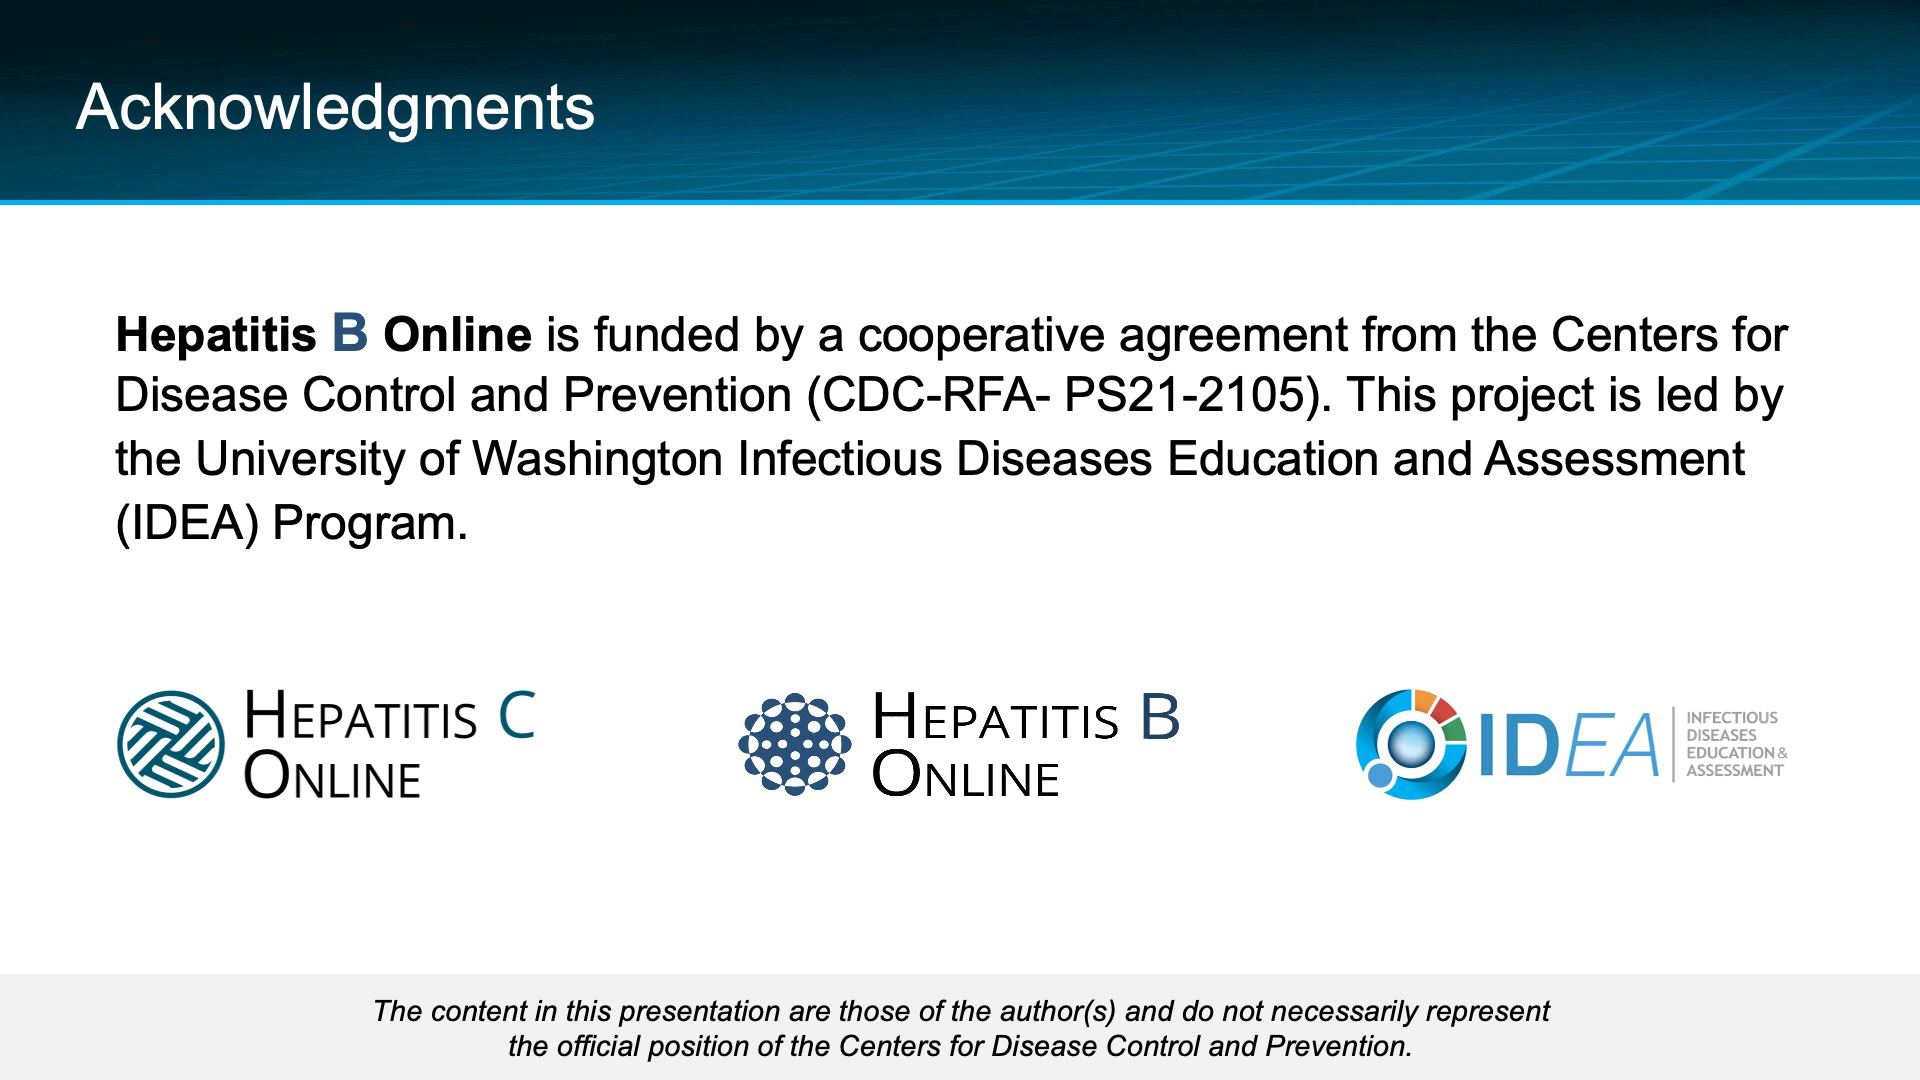 Acknowledgments
Hepatitis B Online is funded by a cooperative agreement from the Centers for
Disease Control and Prevention (CDC-RFA- PS21-2105). This project is led by
the University of Washington Infectious Diseases Education and Assessment
(IDEA) Program.
HEPATITIS C
ONLINE
HEPATITIS B
ONLINE
IDEA
INFECTIOUS
DISEASES
EDUCATION &
ASSESSMENT
The content in this presentation are those of the author(s) and do not necessarily represent
the official position of the Centers for Disease Control and Prevention.